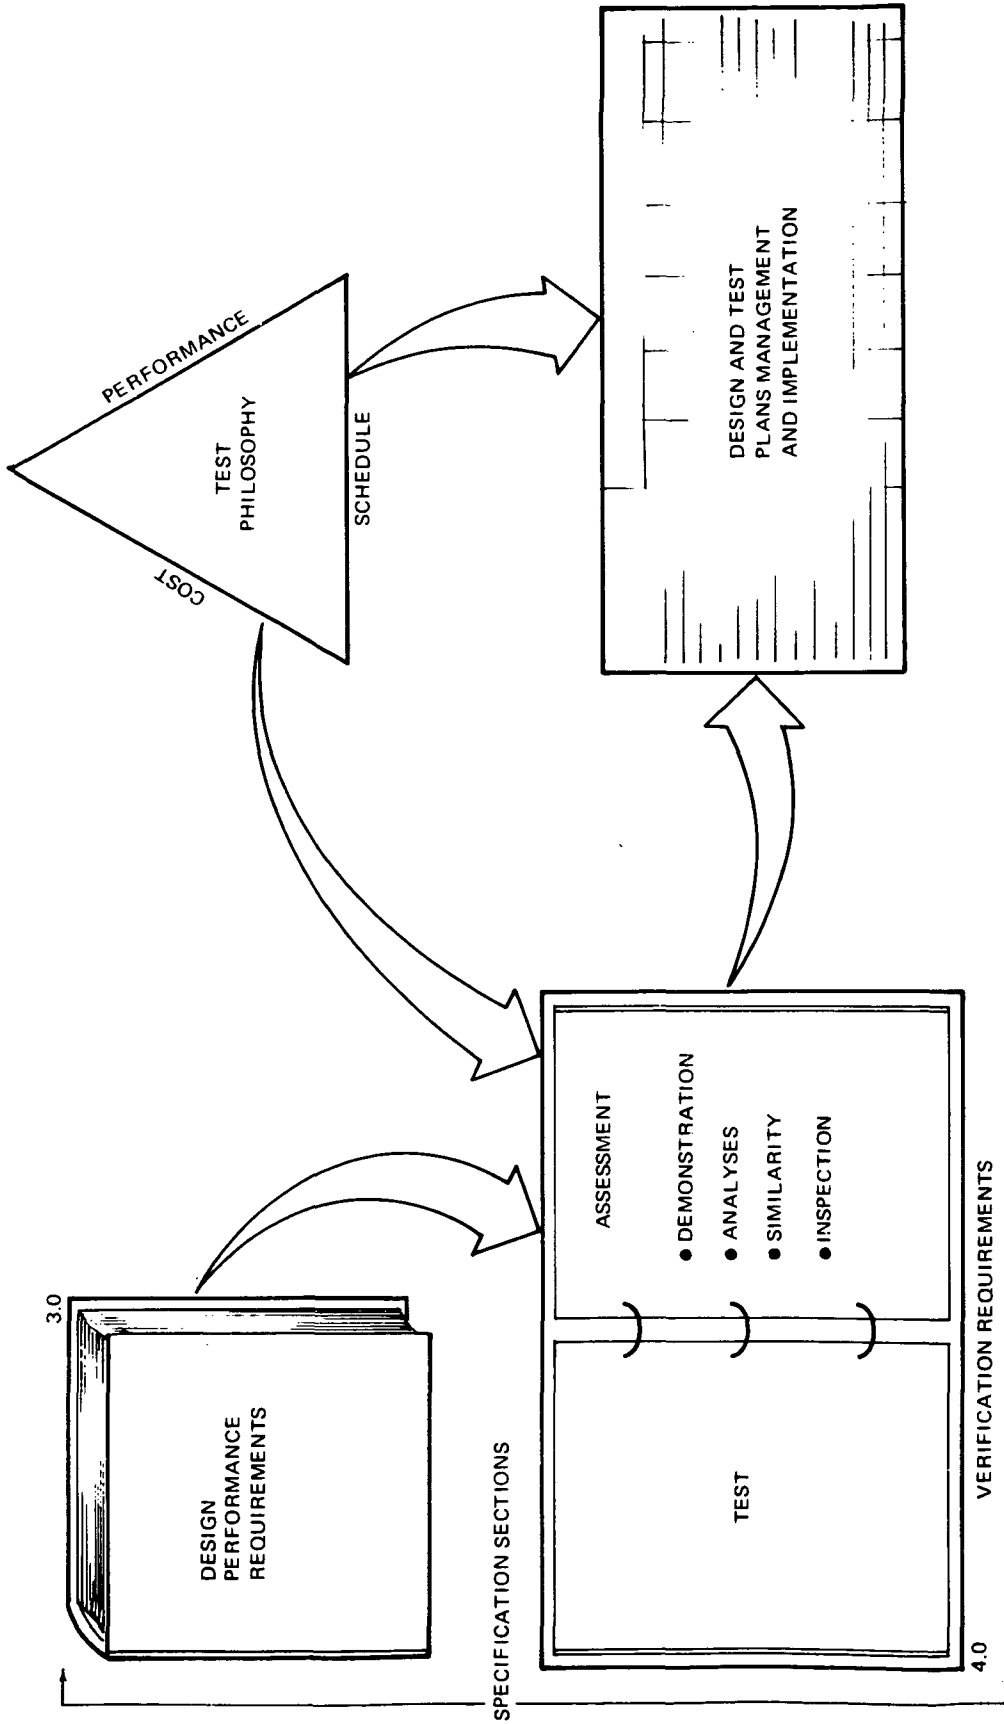 3.0
DESIGN
PERFORMANCE
REQUIREMENTS
COST
PERFORMANCE
TEST
PHILOSOPHY
SCHEDULE
SPECIFICATION SECTIONS
TEST
ASSESSMENT
● DEMONSTRATION
● ANALYSES
● SIMILARITY
● INSPECTION
4.0
VERIFICATION REQUIREMENTS
DESIGN AND TEST
PLANS MANAGEMENT
AND IMPLEMENTATION